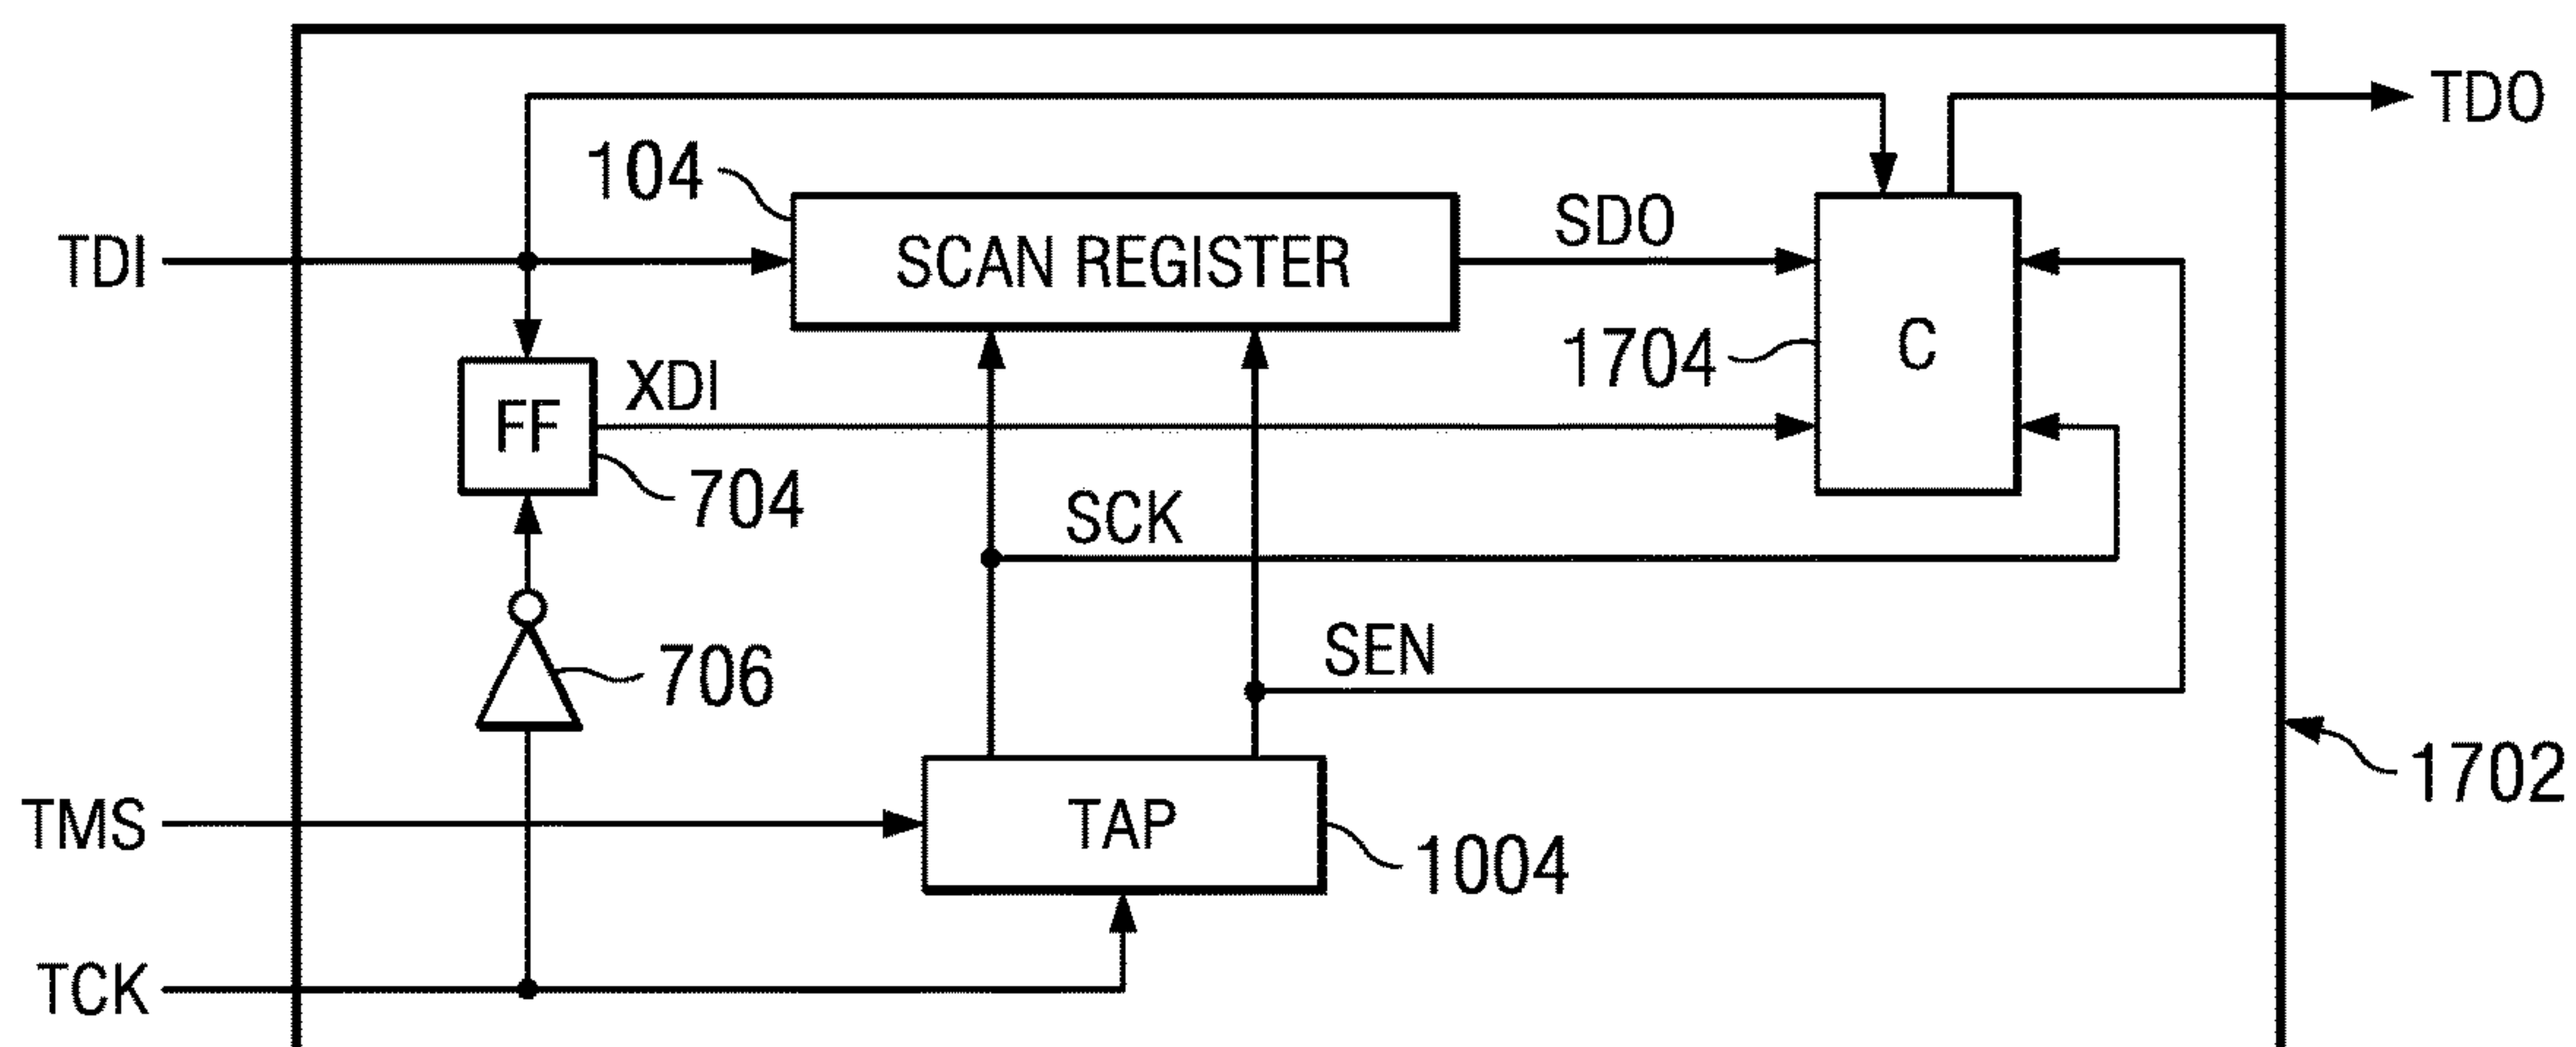 TDO
104
TDI
SCAN REGISTER
SDO
1704
C
FF
XDI
704
SCK
706
SEN
1702
TMS
TAP
1004
TCK